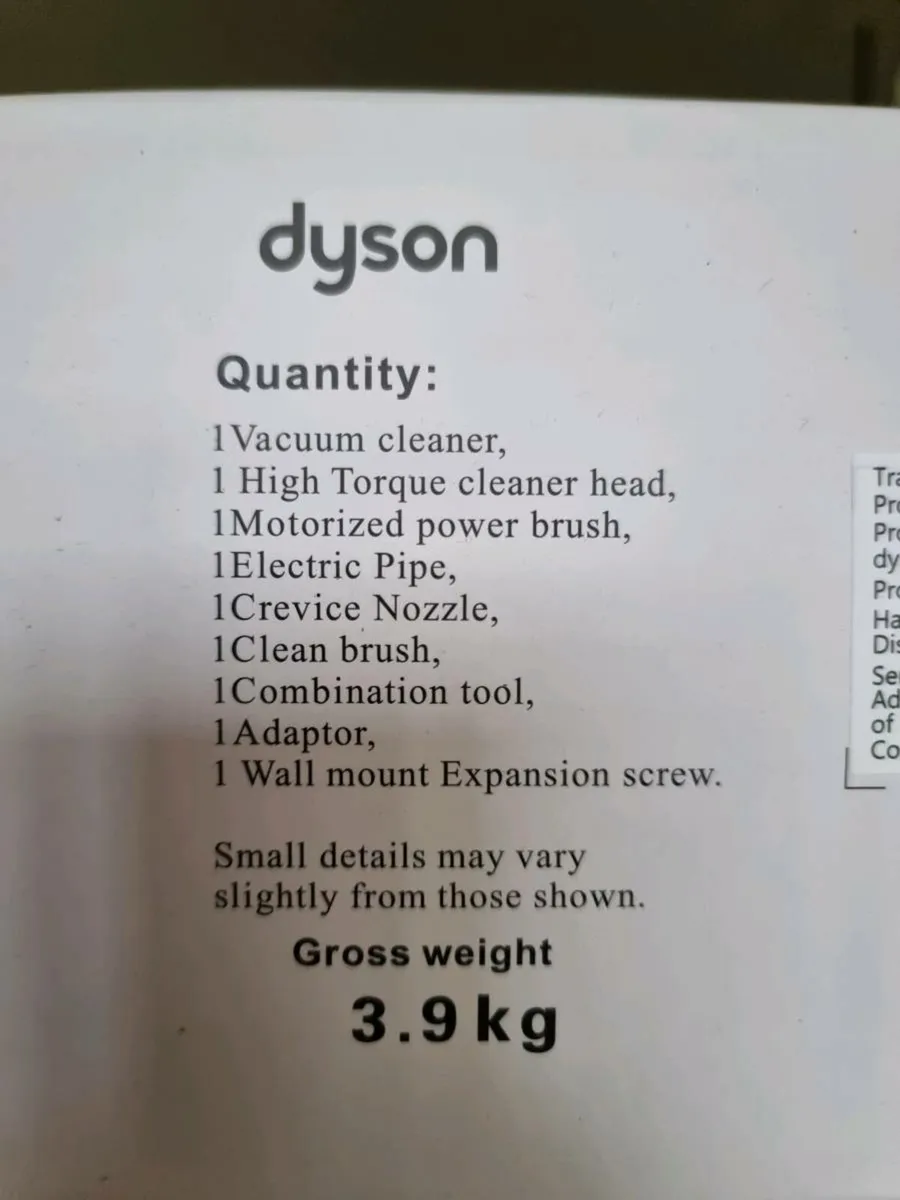 dyson
Quantity:
1Vacuum cleaner,
1 High Torque cleaner head,
1Motorized power brush,
1Electric Pipe,
1Crevice Nozzle,
1Clean brush,
1Combination tool,
1Adaptor,
1 Wall mount Expansion screw.
Small details may vary
slightly from those shown.
Gross weight
3.9kg
of